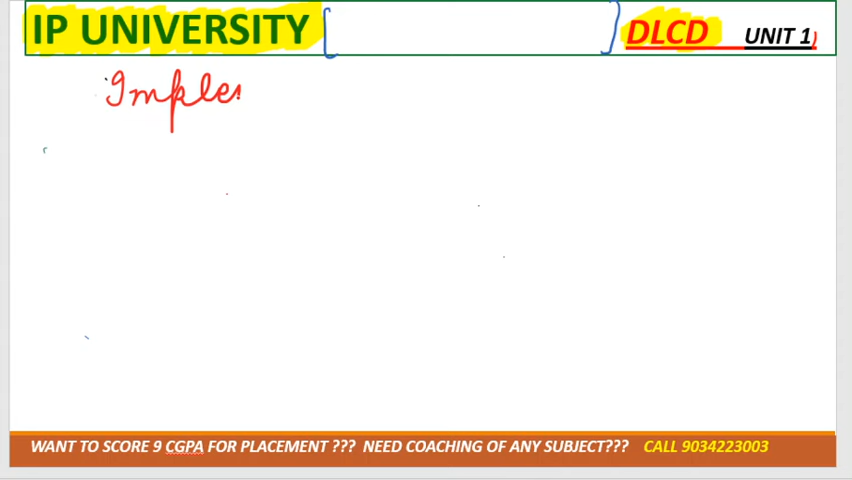 IP UNIVERSITY DLCD UNIT 1
Imple
WANT TO SCORE 9 CGPA FOR PLACEMENT ??? NEED COACHING OF ANY SUBJECT??? CALL 9034223003